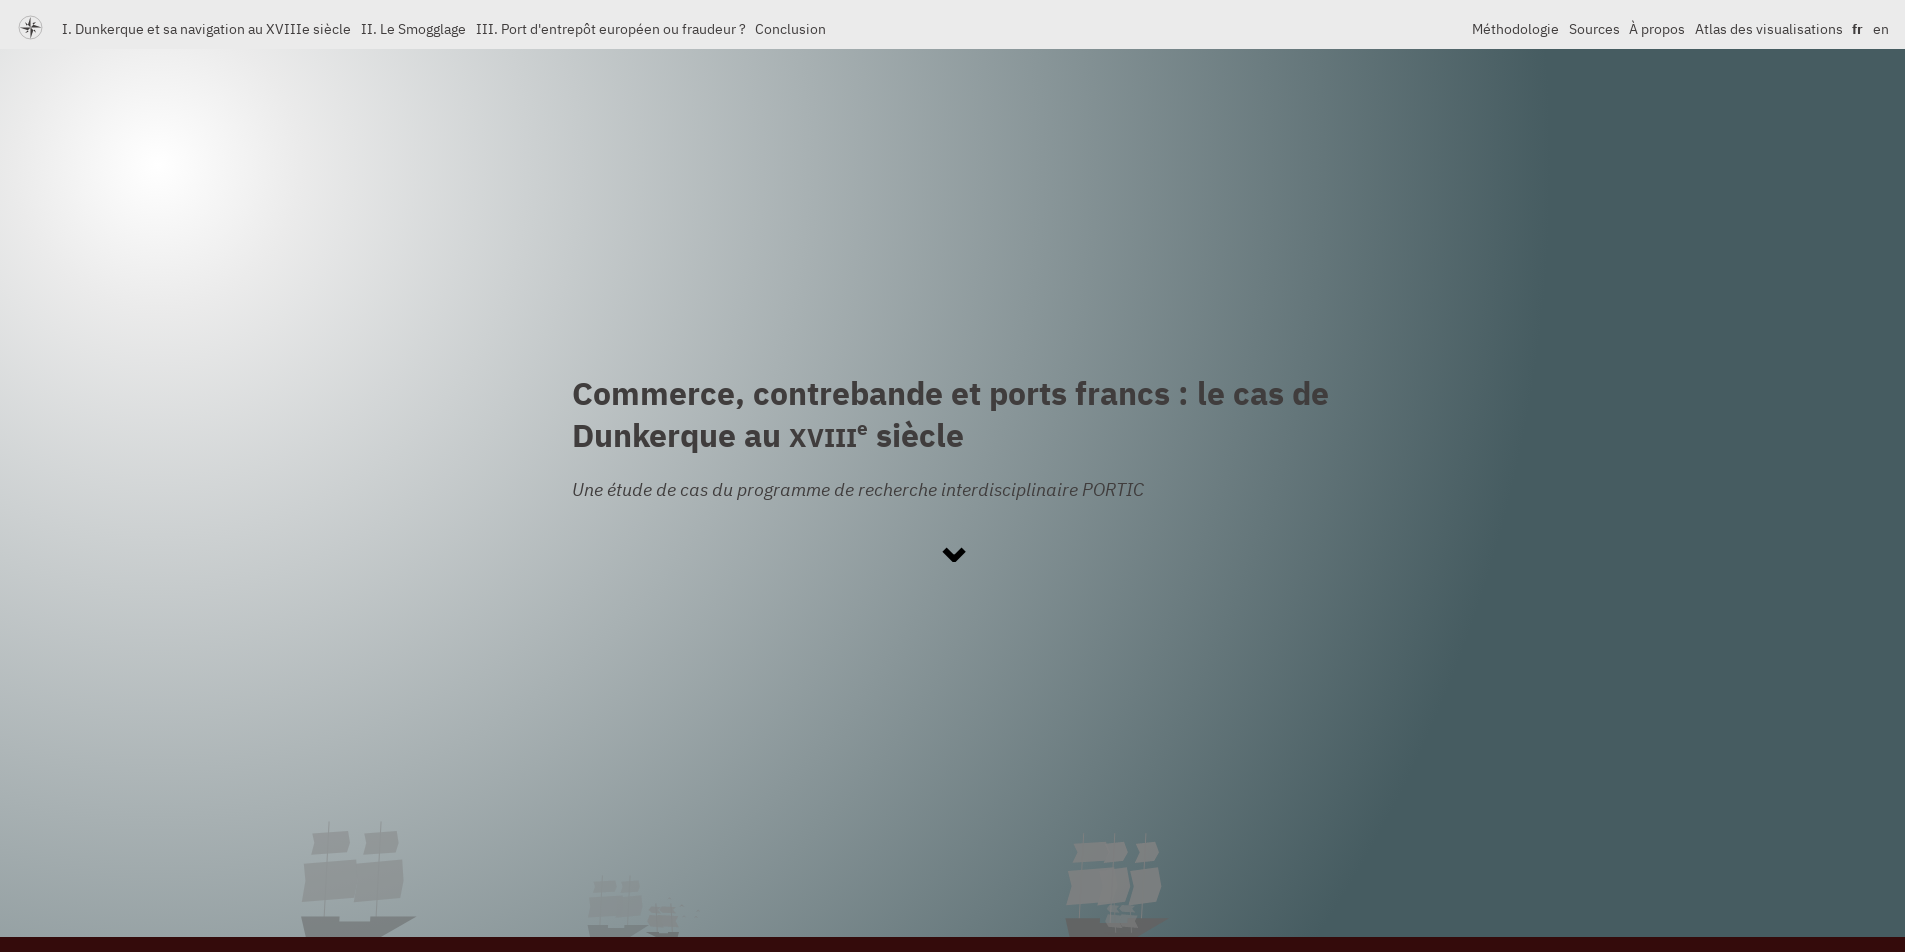 I. Dunkerque et sa navigation au XVIIIe siècle II. Le Smogglage III. Port d'entrepôt européen ou fraudeur ? Conclusion Méthodologie Sources À propos Atlas des visualisations fr en
Commerce, contrebande et ports francs : le cas de
Dunkerque au XVIIIe siècle
Une étude de cas du programme de recherche interdisciplinaire PORTIC